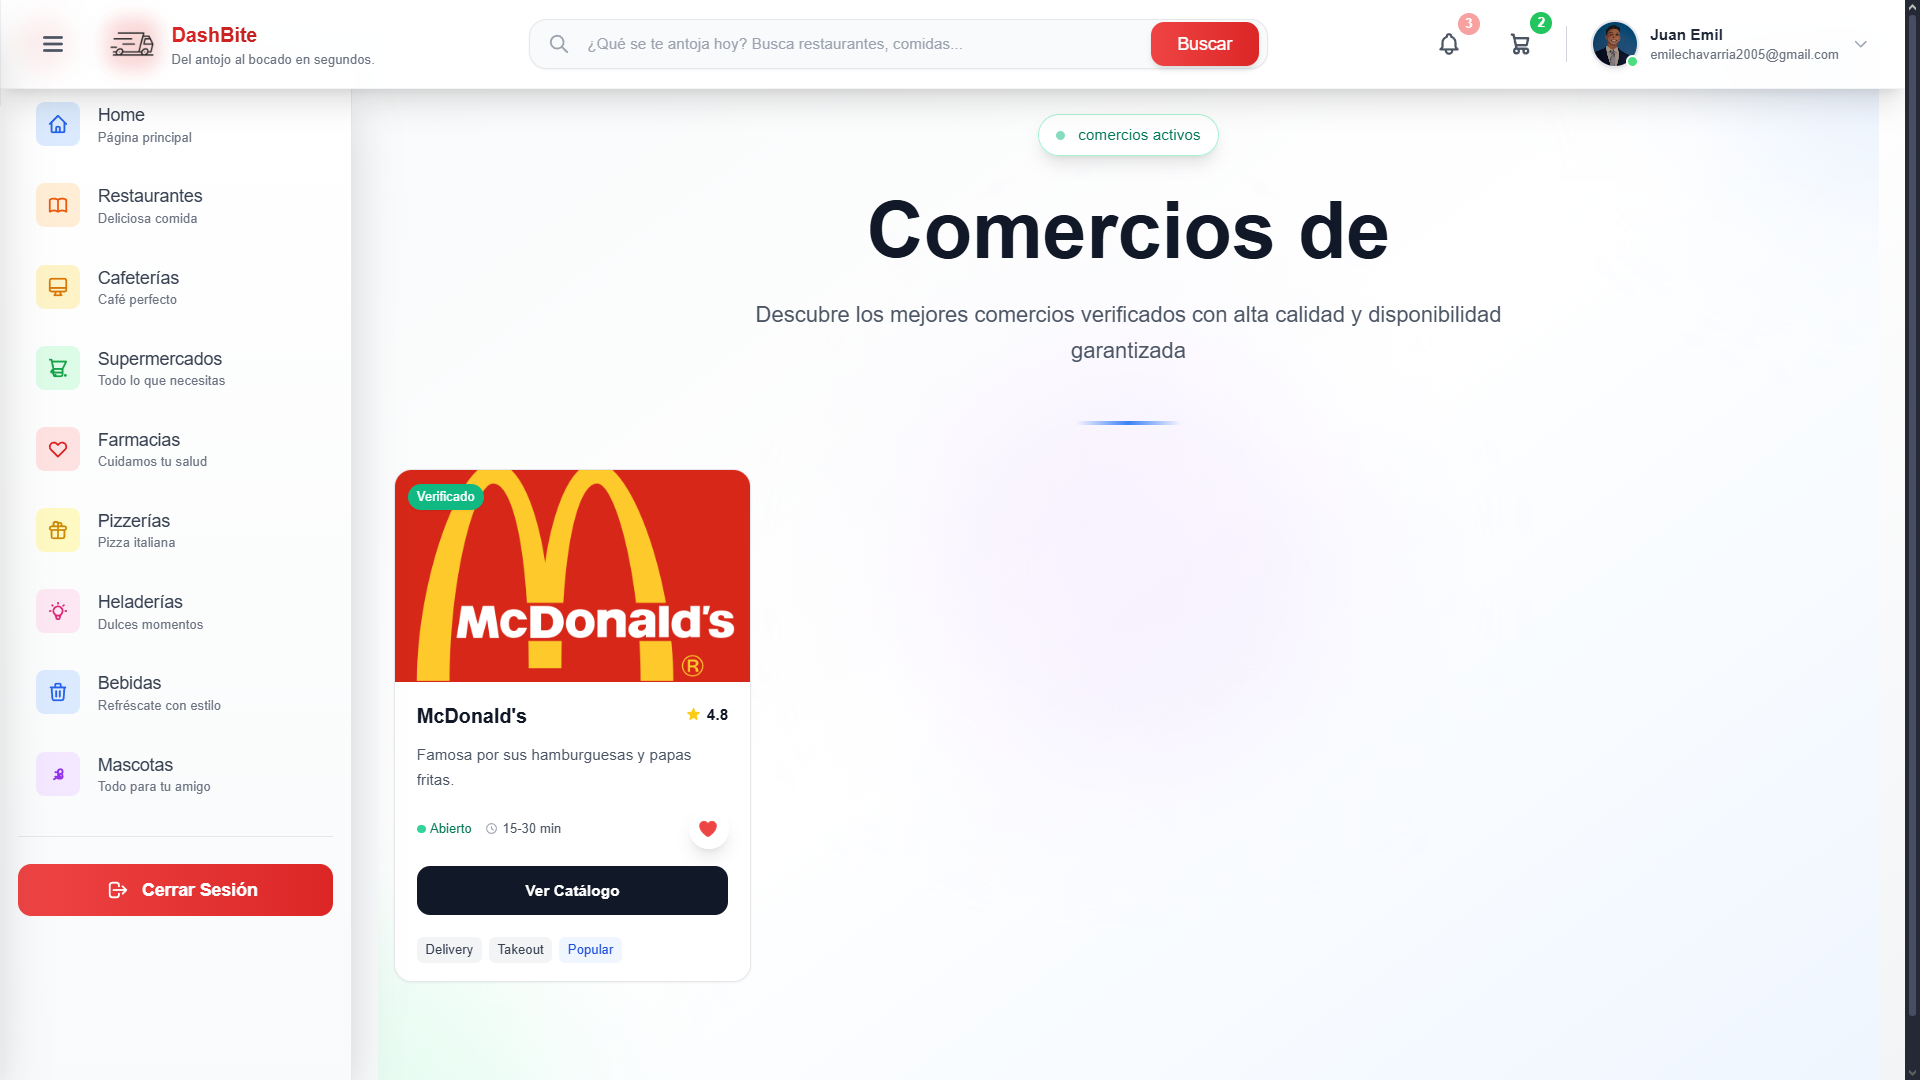 DashBite
Del antojo al bocado en segundos.
¿Qué se te antoja hoy? Busca restaurantes, comidas...
Buscar
3
2
Juan Emil
emilechavarria2005@gmail.com
Home
Página principal
Restaurantes
Deliciosa comida
Cafeterías
Café perfecto
Supermercados
Todo lo que necesitas
Farmacias
Cuidamos tu salud
Pizzerías
Pizza italiana
Heladerías
Dulces momentos
Bebidas
Refréscate con estilo
Mascotas
Todo para tu amigo
Cerrar Sesión
comercios activos
Comercios de
Descubre los mejores comercios verificados con alta calidad y disponibilidad
garantizada
Verificado
McDonald's
®
McDonald's
4.8
Famosa por sus hamburguesas y papas
fritas.
Abierto
15-30 min
Ver Catálogo
Delivery
Takeout
Popular